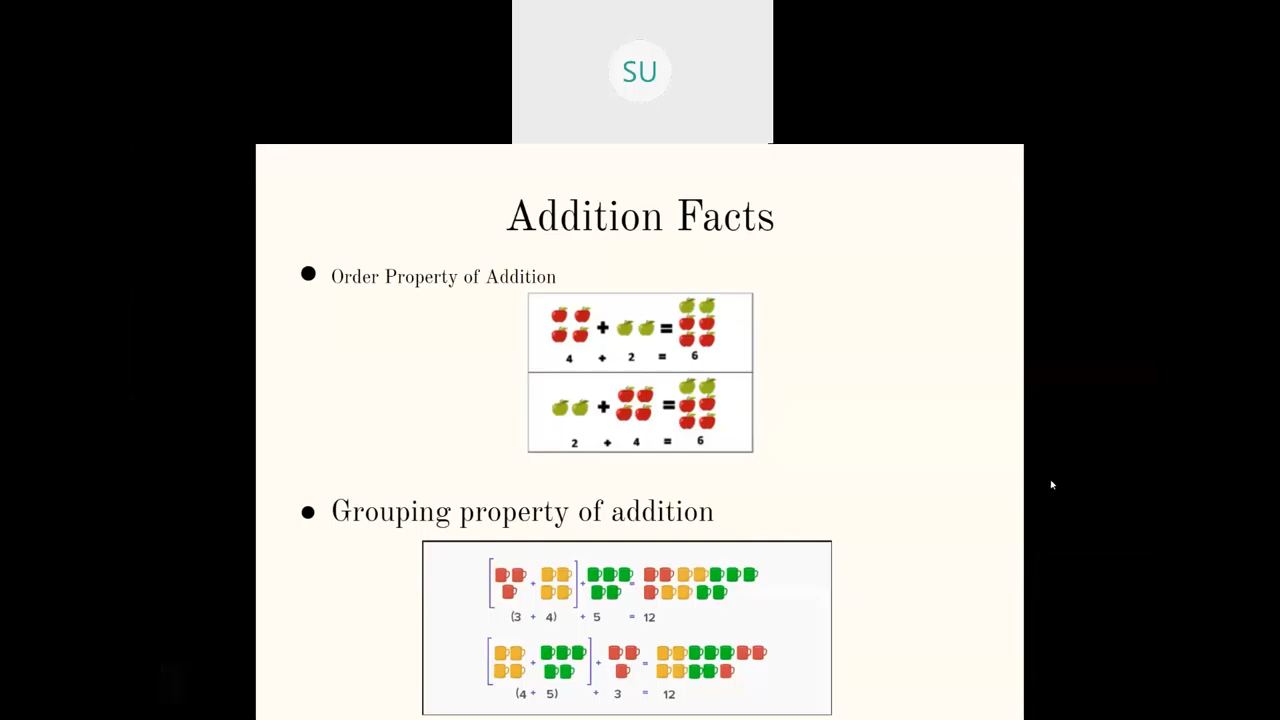 SU
Addition Facts
● Order Property of Addition
4 + 2 = 6
2 + 4 = 6
● Grouping property of addition
(3 + 4) + 5 = 12
(4 + 5) + 3 = 12